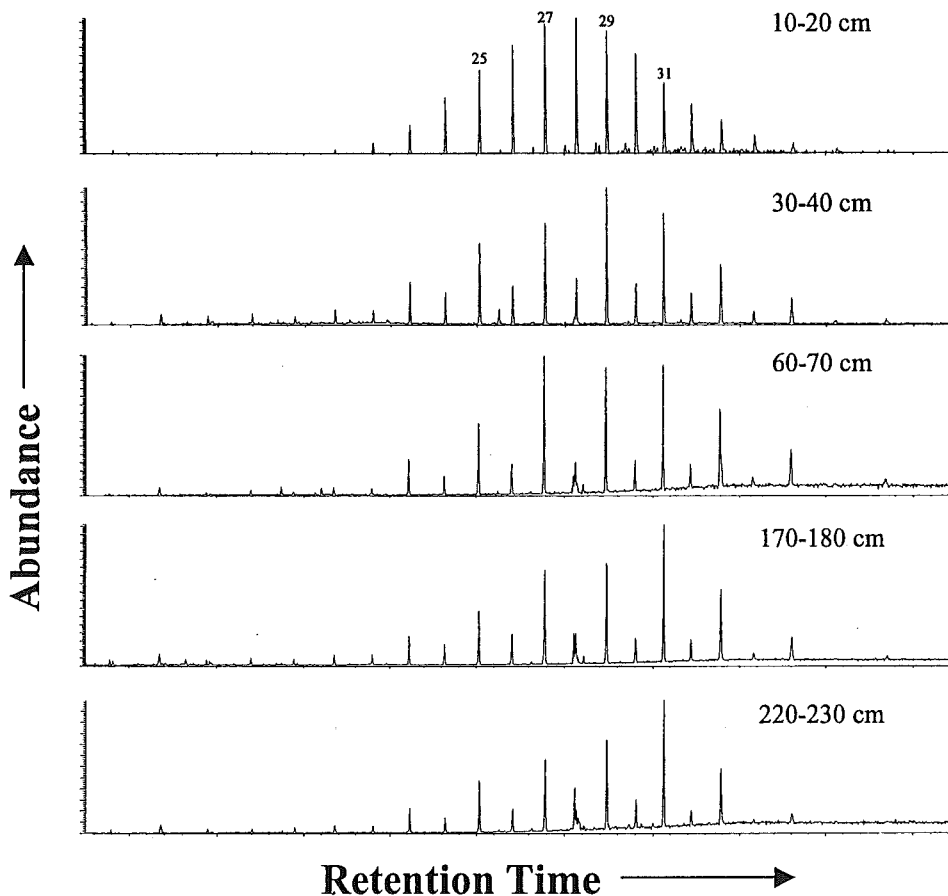 10-20 cm
25
27
29
31
30-40 cm
60-70 cm
170-180 cm
220-230 cm
Abundance
Retention Time